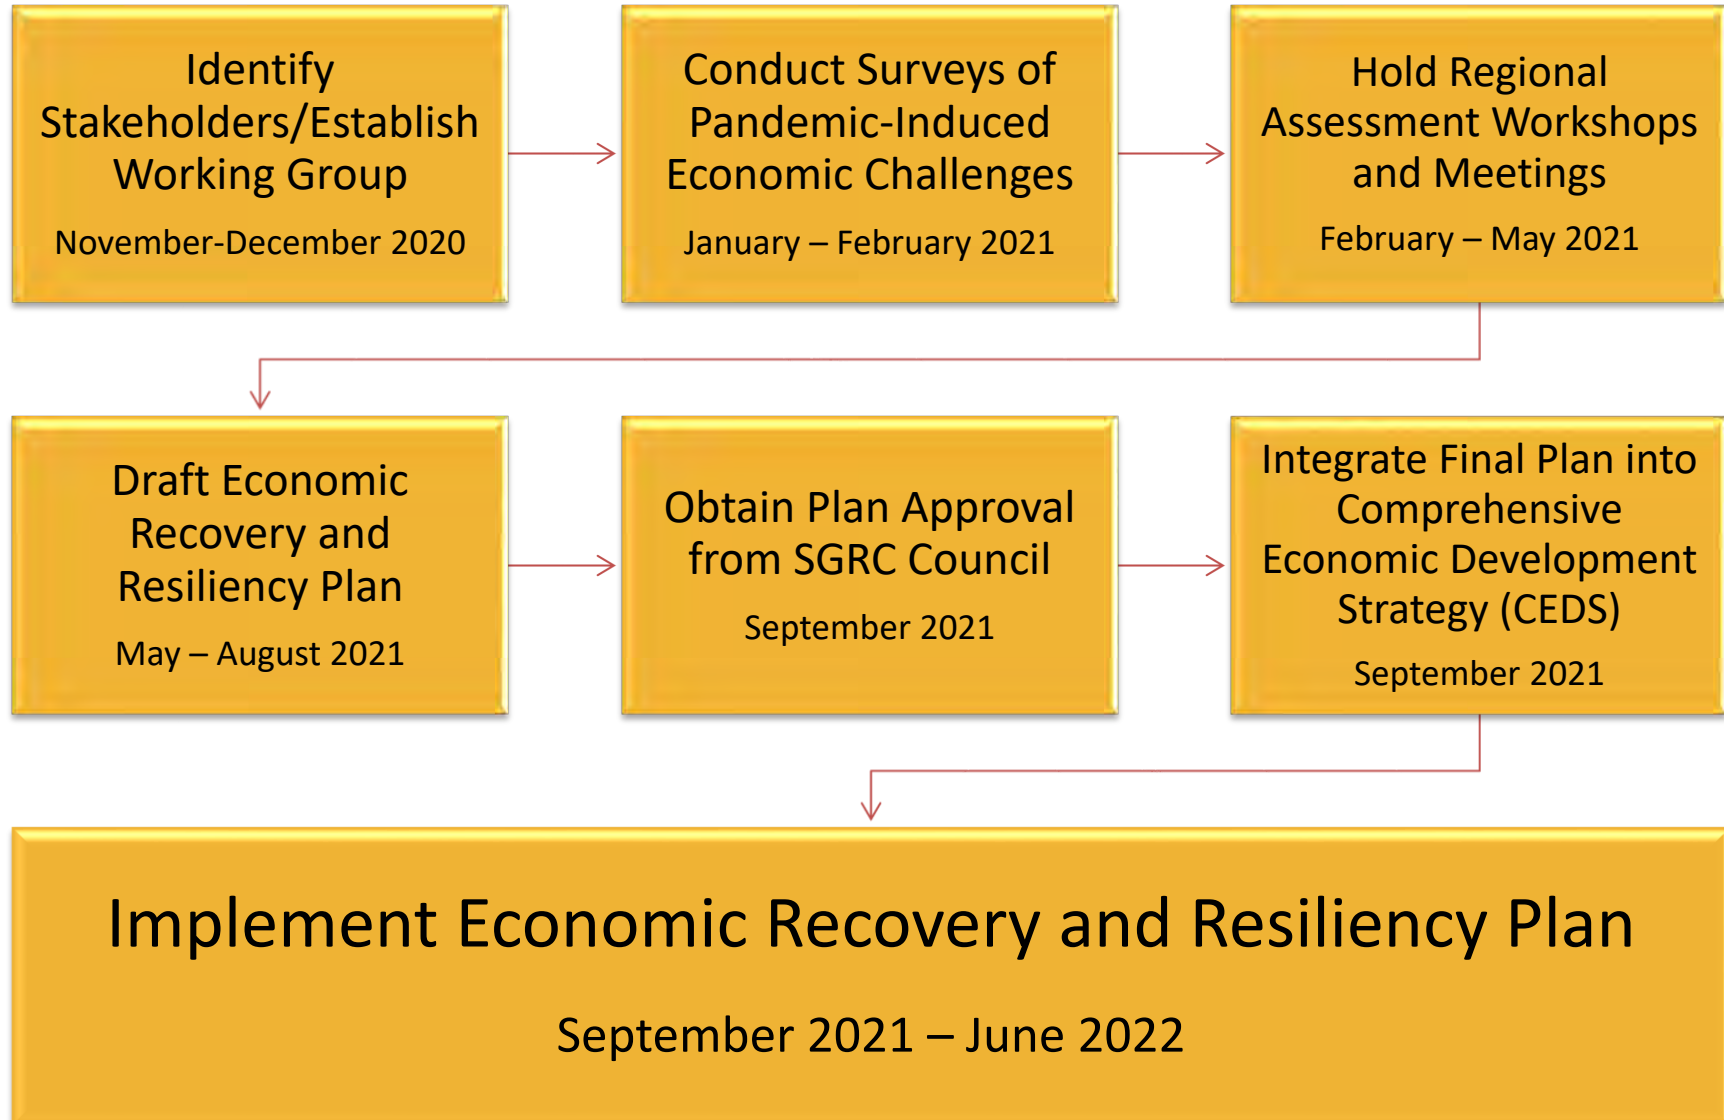 Identify
Stakeholders/Establish
Working Group
November-December 2020
Conduct Surveys of
Pandemic-Induced
Economic Challenges
January – February 2021
Hold Regional
Assessment Workshops
and Meetings
February – May 2021
Draft Economic
Recovery and
Resiliency Plan
May – August 2021
Obtain Plan Approval
from SGRC Council
September 2021
Integrate Final Plan into
Comprehensive
Economic Development
Strategy (CEDS)
September 2021
Implement Economic Recovery and Resiliency Plan
September 2021 – June 2022